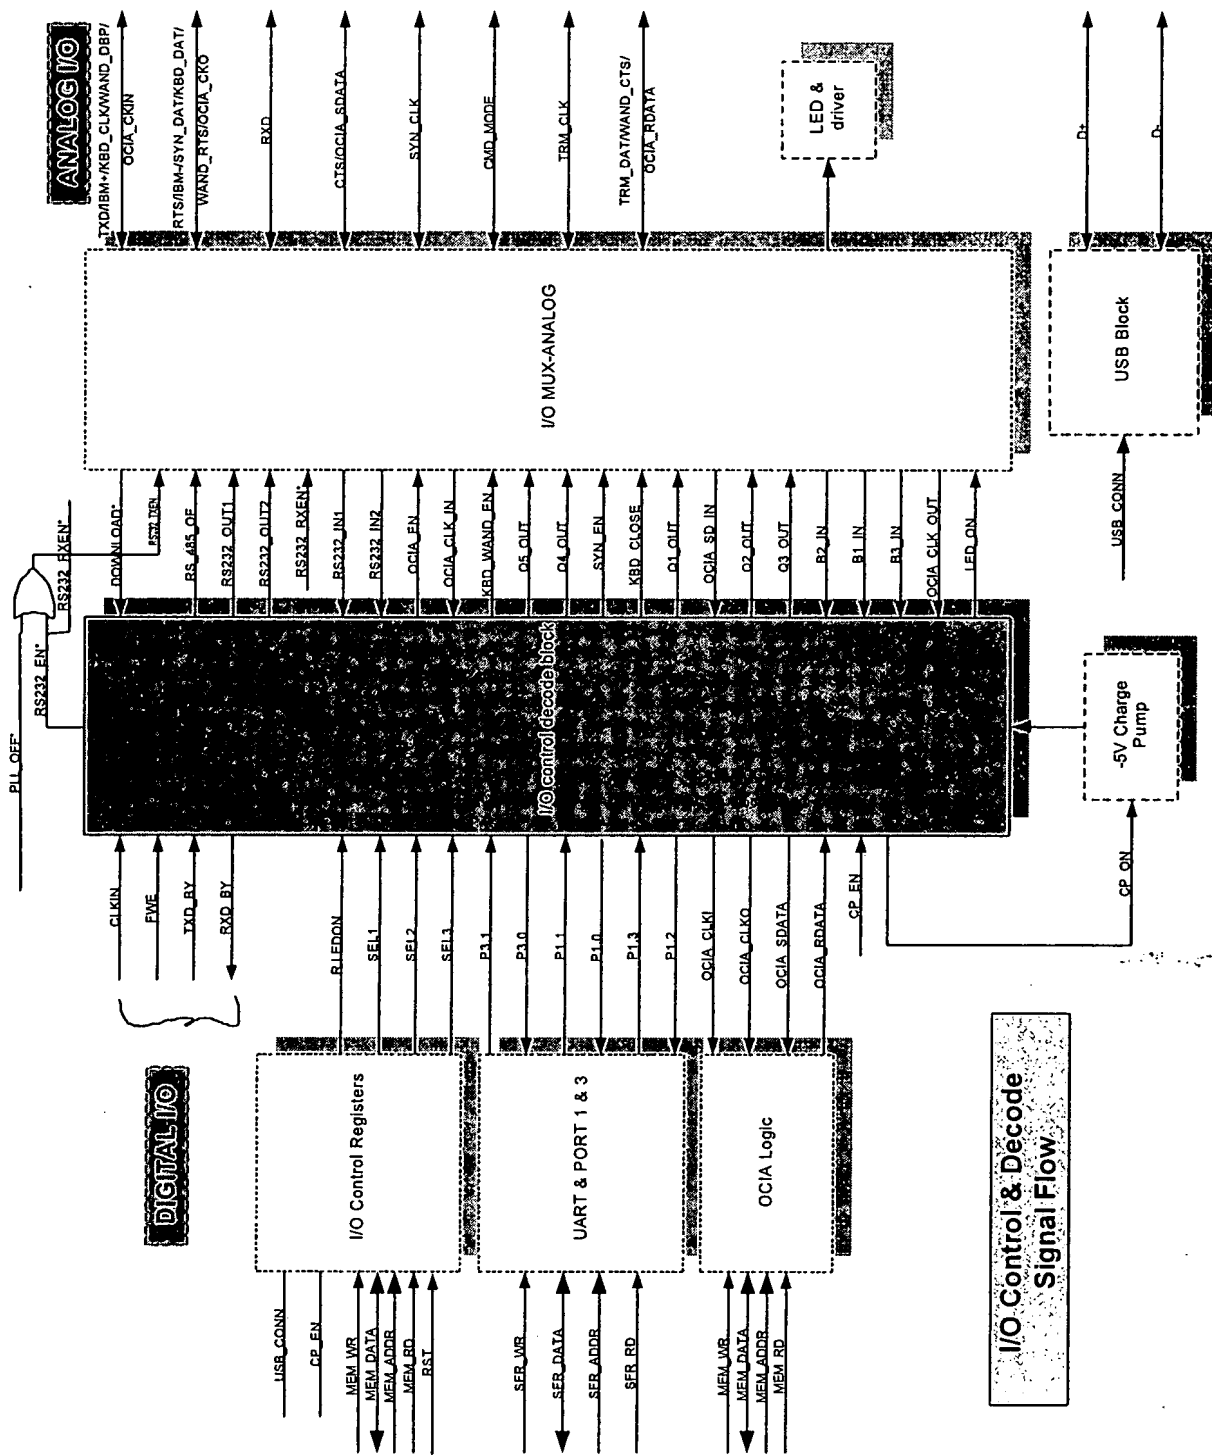 DIGITAL I/O
ANALOG I/O
PLL_OFF*
RS232_EN*
RS232_RXEN*
CLKIN
FWE
TXD_BY
RXD_BY
I/O Control Registers
USB_CONN
CP_EN
MEM_WR
MEM_DATA
MEM_ADDR
MEM_RD
RST
R.LEDON
SEL1
SEL2
SEL3
UART & PORT 1 & 3
SFR_WR
SFR_DATA
SFR_ADDR
SFR_RD
P3.1
P3.0
P1.1
P1.0
P1.3
P1.2
OCIA Logic
MEM_WR
MEM_DATA
MEM_ADDR
MEM_RD
OCIA_CLKI
OCIA_CLKO
OCIA_SDATA
OCIA_RDATA
CP_EN
CP_ON
-5V Charge
Pump
I/O control decode block
DOWNLOAD*
RS232_TXEN*
RS_485_OE
RS232_OUT1
RS232_OUT2
RS232_RXEN*
RS232_IN1
RS232_IN2
OCIA_EN
OCIA_CLK_IN
KBD_WAND_EN
Q5_OUT
Q4_OUT
SYN_EN
KBD_CLOSE
Q1_OUT
OCIA_SD_IN
Q2_OUT
Q3_OUT
B2_IN
B1_IN
B3_IN
OCIA_CLK_OUT
LED_ON
I/O MUX-ANALOG
TXD/IBM+/KBD_CLK/WAND_DBP/
OCIA_CKIN
RTS/IBM-/SYN_DAT/KBD_DAT/
WAND_RTS/OCIA_CKO
RXD
CTS/OCIA_SDATA
SYN_CLK
CMD_MODE
TRM_CLK
TRM_DAT/WAND_CTS/
OCIA_RDATA
LED &
driver
USB_CONN
USB Block
D+
D-
I/O Control & Decode
Signal Flow